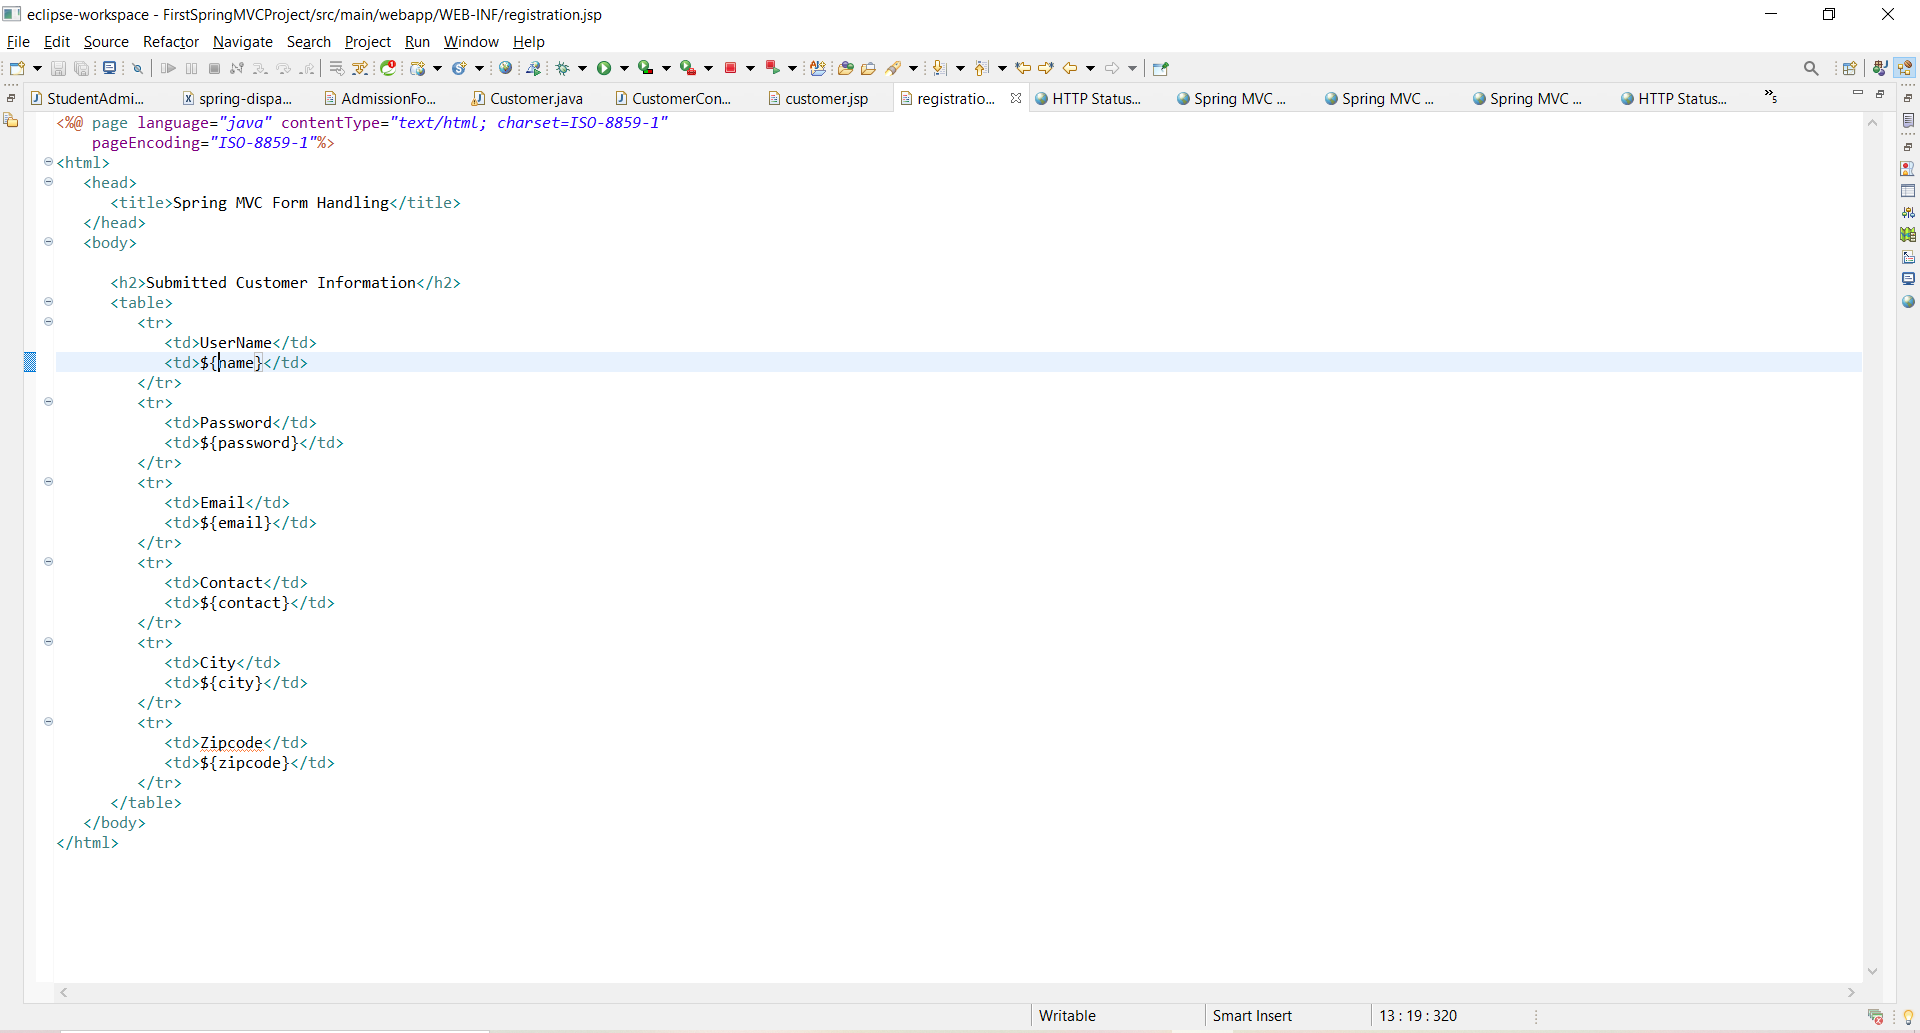 eclipse-workspace - FirstSpringMVCProject/src/main/webapp/WEB-INF/registration.jsp
File Edit Source Refactor Navigate Search Project Run Window Help
StudentAdmi... spring-dispa... AdmissionFo... Customer.java CustomerCon... customer.jsp registratio... HTTP Status... Spring MVC ... Spring MVC ... Spring MVC ... HTTP Status... »5
<%@ page language="java" contentType="text/html; charset=ISO-8859-1"
    pageEncoding="ISO-8859-1"%>
<html>
   <head>
      <title>Spring MVC Form Handling</title>
   </head>
   <body>
      <h2>Submitted Customer Information</h2>
      <table>
         <tr>
            <td>UserName</td>
            <td>${name}</td>
         </tr>
         <tr>
            <td>Password</td>
            <td>${password}</td>
         </tr>
         <tr>
            <td>Email</td>
            <td>${email}</td>
         </tr>
         <tr>
            <td>Contact</td>
            <td>${contact}</td>
         </tr>
         <tr>
            <td>City</td>
            <td>${city}</td>
         </tr>
         <tr>
            <td>Zipcode</td>
            <td>${zipcode}</td>
         </tr>
      </table>
   </body>
</html>
Writable Smart Insert 13 : 19 : 320